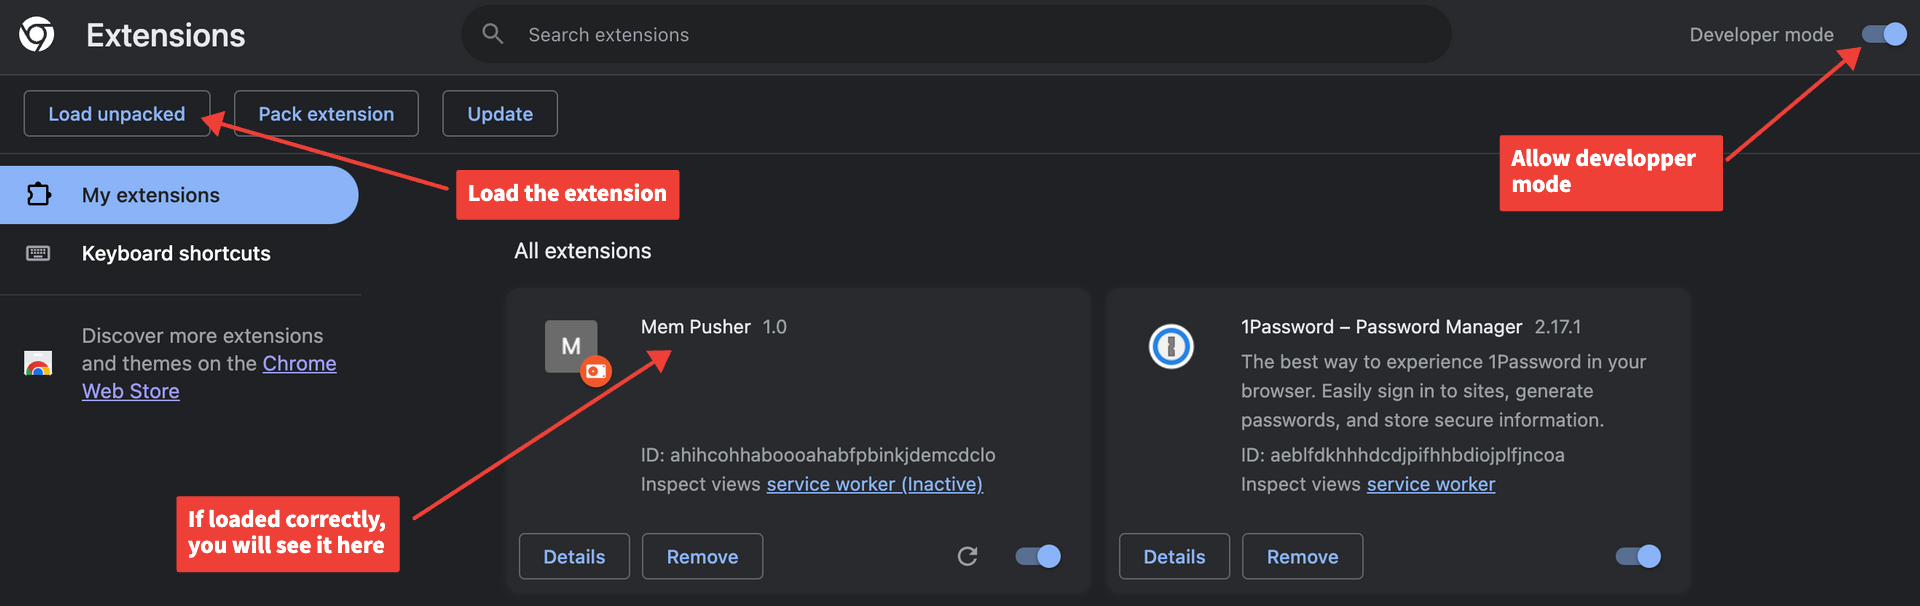 Extensions
Search extensions
Developer mode
Load unpacked
Pack extension
Update
Load the extension
Allow developper
mode
My extensions
Keyboard shortcuts
Discover more extensions
and themes on the Chrome
Web Store
All extensions
M
Mem Pusher 1.0
ID: ahihcohhaboooahabfpbinkjdemcdclo
Inspect views service worker (Inactive)
Details
Remove
1Password – Password Manager 2.17.1
The best way to experience 1Password in your
browser. Easily sign in to sites, generate
passwords, and store secure information.
ID: aeblfdkhhhdcdjpifhhbdiojplfjncoa
Inspect views service worker
Details
Remove
If loaded correctly,
you will see it here